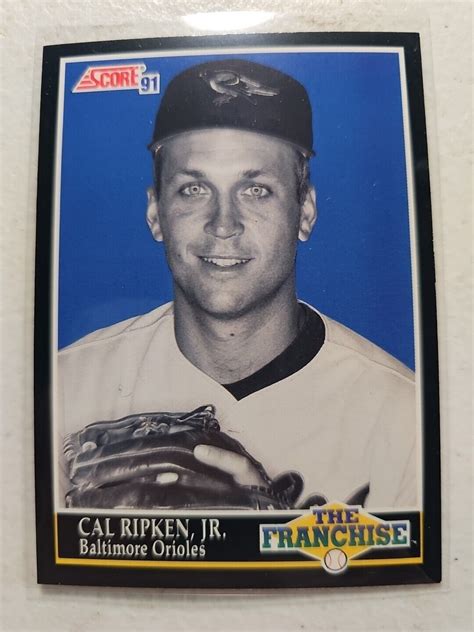 SCORE 91
CAL RIPKEN, JR.
Baltimore Orioles
THE
FRANCHISE